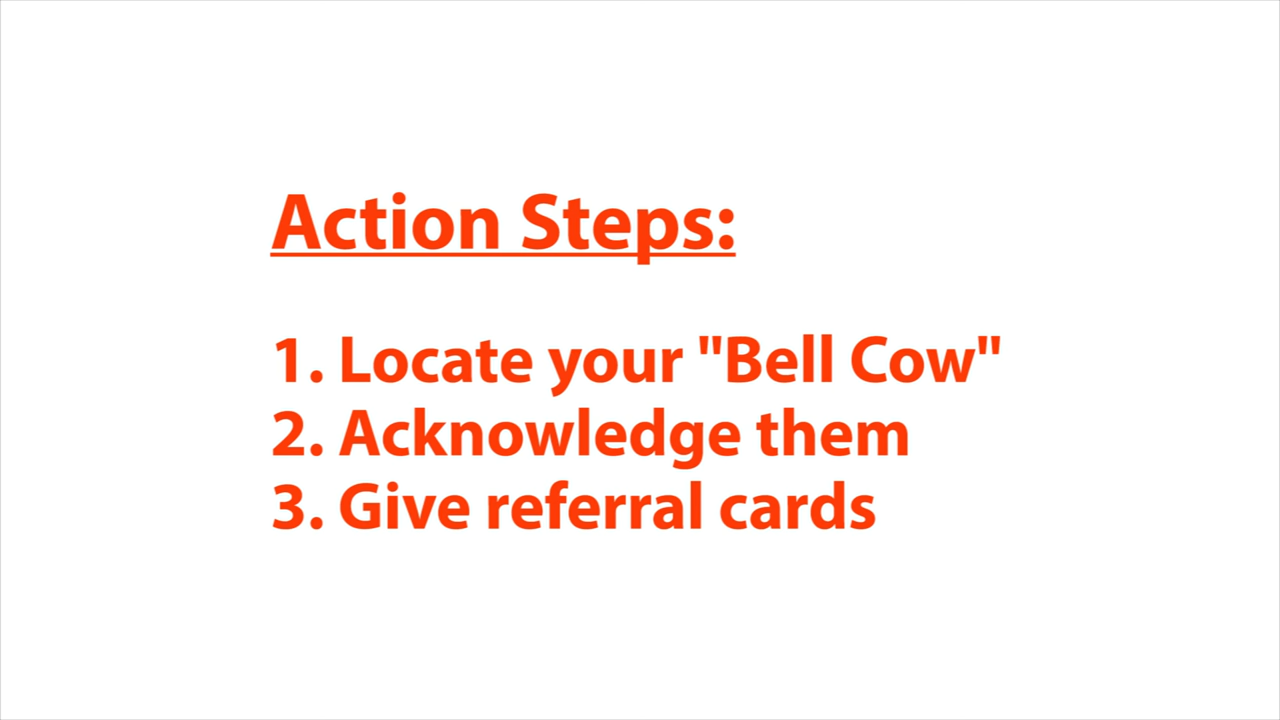 Action Steps:
1. Locate your "Bell Cow"
2. Acknowledge them
3. Give referral cards